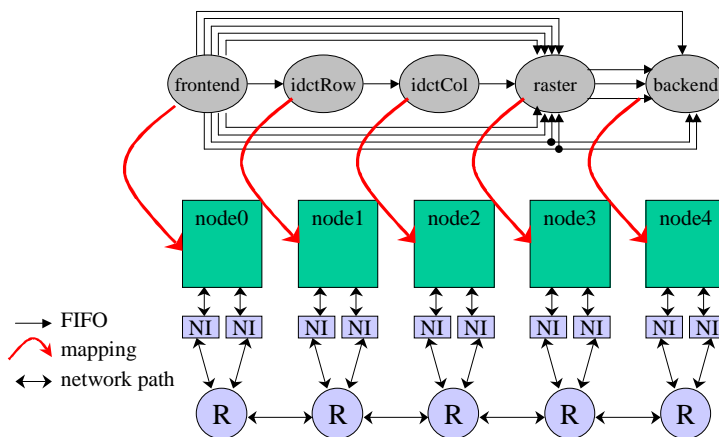 frontend idctRow idctCol raster backend
node0 node1 node2 node3 node4
NI NI NI NI NI NI NI NI NI NI
FIFO
mapping
network path
R R R R R